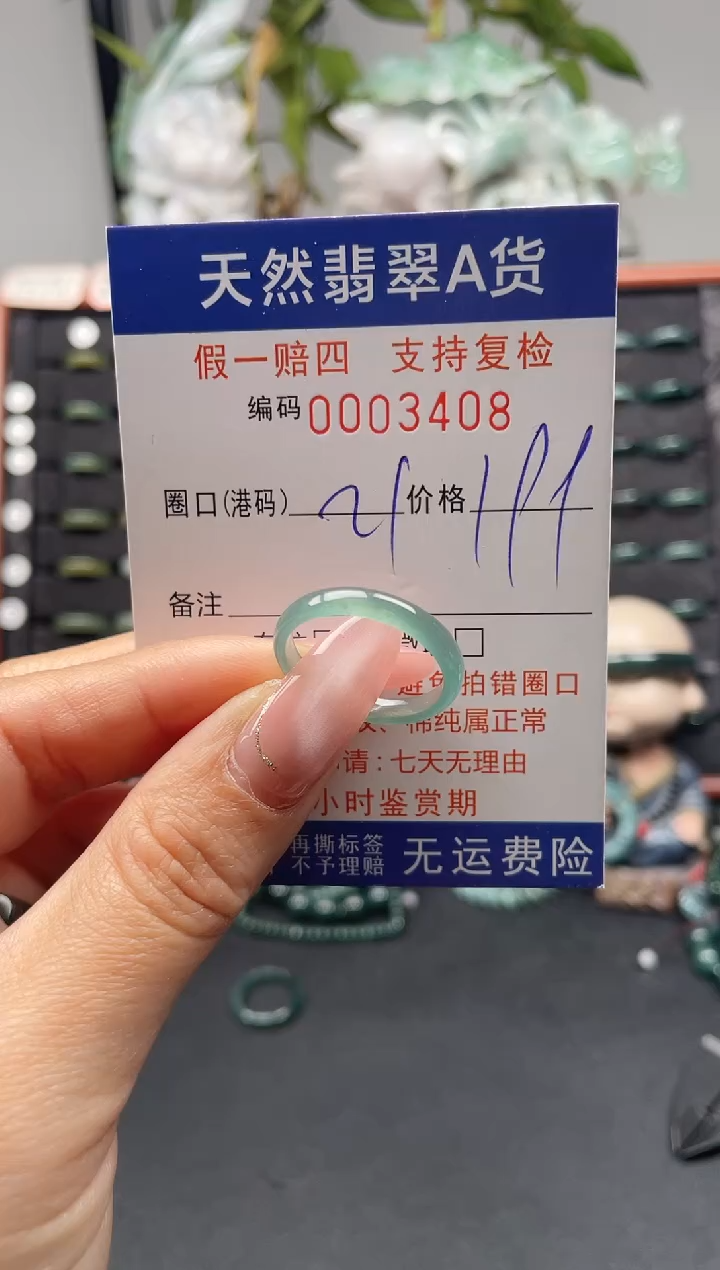 天然翡翠A货
假一赔四 支持复检
编码0003408
圈口(港码) 21 价格 111
备注
拍错圈口
棉纯属正常
请:七天无理由
小时鉴赏期
再撕标签
不予理赔
无运费险